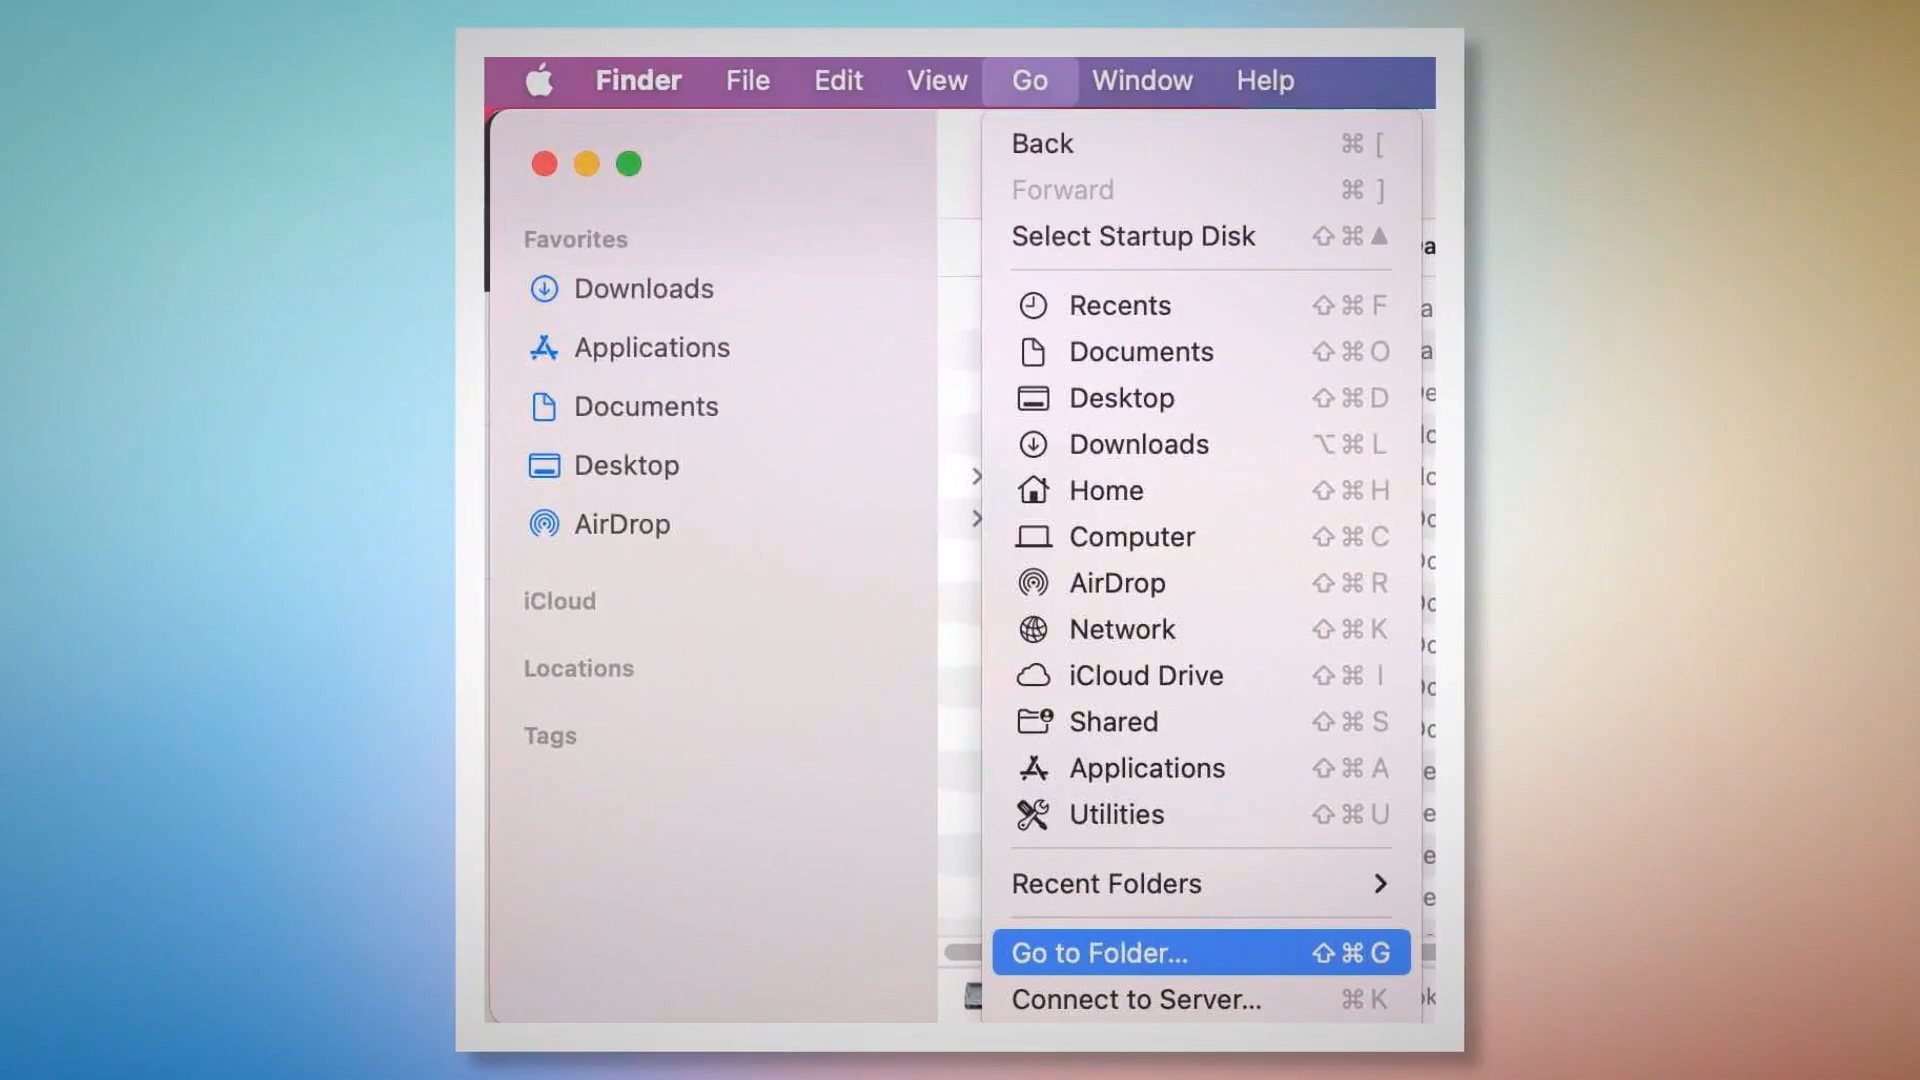 Finder File Edit View Go Window Help
Favorites
Downloads
Applications
Documents
Desktop
AirDrop
iCloud
Locations
Tags
Back ⌘ [
Forward ⌘ ]
Select Startup Disk ⇧ ⌘ ▲
Recents ⇧ ⌘ F
Documents ⇧ ⌘ O
Desktop ⇧ ⌘ D
Downloads ⌥ ⌘ L
Home ⇧ ⌘ H
Computer ⇧ ⌘ C
AirDrop ⇧ ⌘ R
Network ⇧ ⌘ K
iCloud Drive ⇧ ⌘ I
Shared ⇧ ⌘ S
Applications ⇧ ⌘ A
Utilities ⇧ ⌘ U
Recent Folders
Go to Folder... ⇧ ⌘ G
Connect to Server... ⌘ K